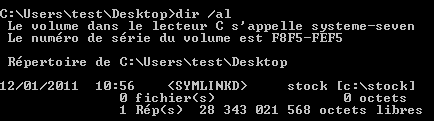 C:\Users\test\Desktop>dir /al
Le volume dans le lecteur C s'appelle systeme-seven
Le numéro de série du volume est F8F5-FEF5
Répertoire de C:\Users\test\Desktop
12/01/2011  10:56    <SYMLINKD>     stock [c:\stock]
0 fichier(s)                0 octets
1 Rép(s)  28 343 021 568 octets libres